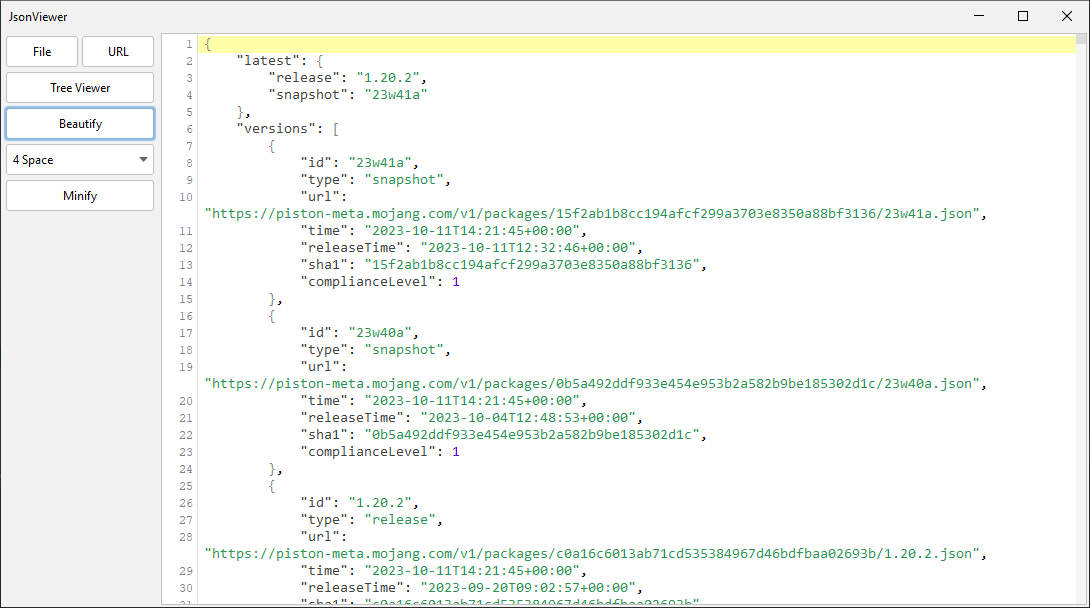 JsonViewer
File URL
Tree Viewer
Beautify
4 Space
Minify
1 {
2 "latest": {
3 "release": "1.20.2",
4 "snapshot": "23w41a"
5 },
6 "versions": [
7 {
8 "id": "23w41a",
9 "type": "snapshot",
10 "url":
"https://piston-meta.mojang.com/v1/packages/15f2ab1b8cc194afcf299a3703e8350a88bf3136/23w41a.json",
11 "time": "2023-10-11T14:21:45+00:00",
12 "releaseTime": "2023-10-11T12:32:46+00:00",
13 "sha1": "15f2ab1b8cc194afcf299a3703e8350a88bf3136",
14 "complianceLevel": 1
15 },
16 {
17 "id": "23w40a",
18 "type": "snapshot",
19 "url":
"https://piston-meta.mojang.com/v1/packages/0b5a492ddf933e454e953b2a582b9be185302d1c/23w40a.json",
20 "time": "2023-10-11T14:21:45+00:00",
21 "releaseTime": "2023-10-04T12:48:53+00:00",
22 "sha1": "0b5a492ddf933e454e953b2a582b9be185302d1c",
23 "complianceLevel": 1
24 },
25 {
26 "id": "1.20.2",
27 "type": "release",
28 "url":
"https://piston-meta.mojang.com/v1/packages/c0a16c6013ab71cd535384967d46bdfbaa02693b/1.20.2.json",
29 "time": "2023-10-11T14:21:45+00:00",
30 "releaseTime": "2023-09-20T09:02:57+00:00",
31 "sha1": "c0a16c6013ab71cd535384967d46bdfbaa02693b"